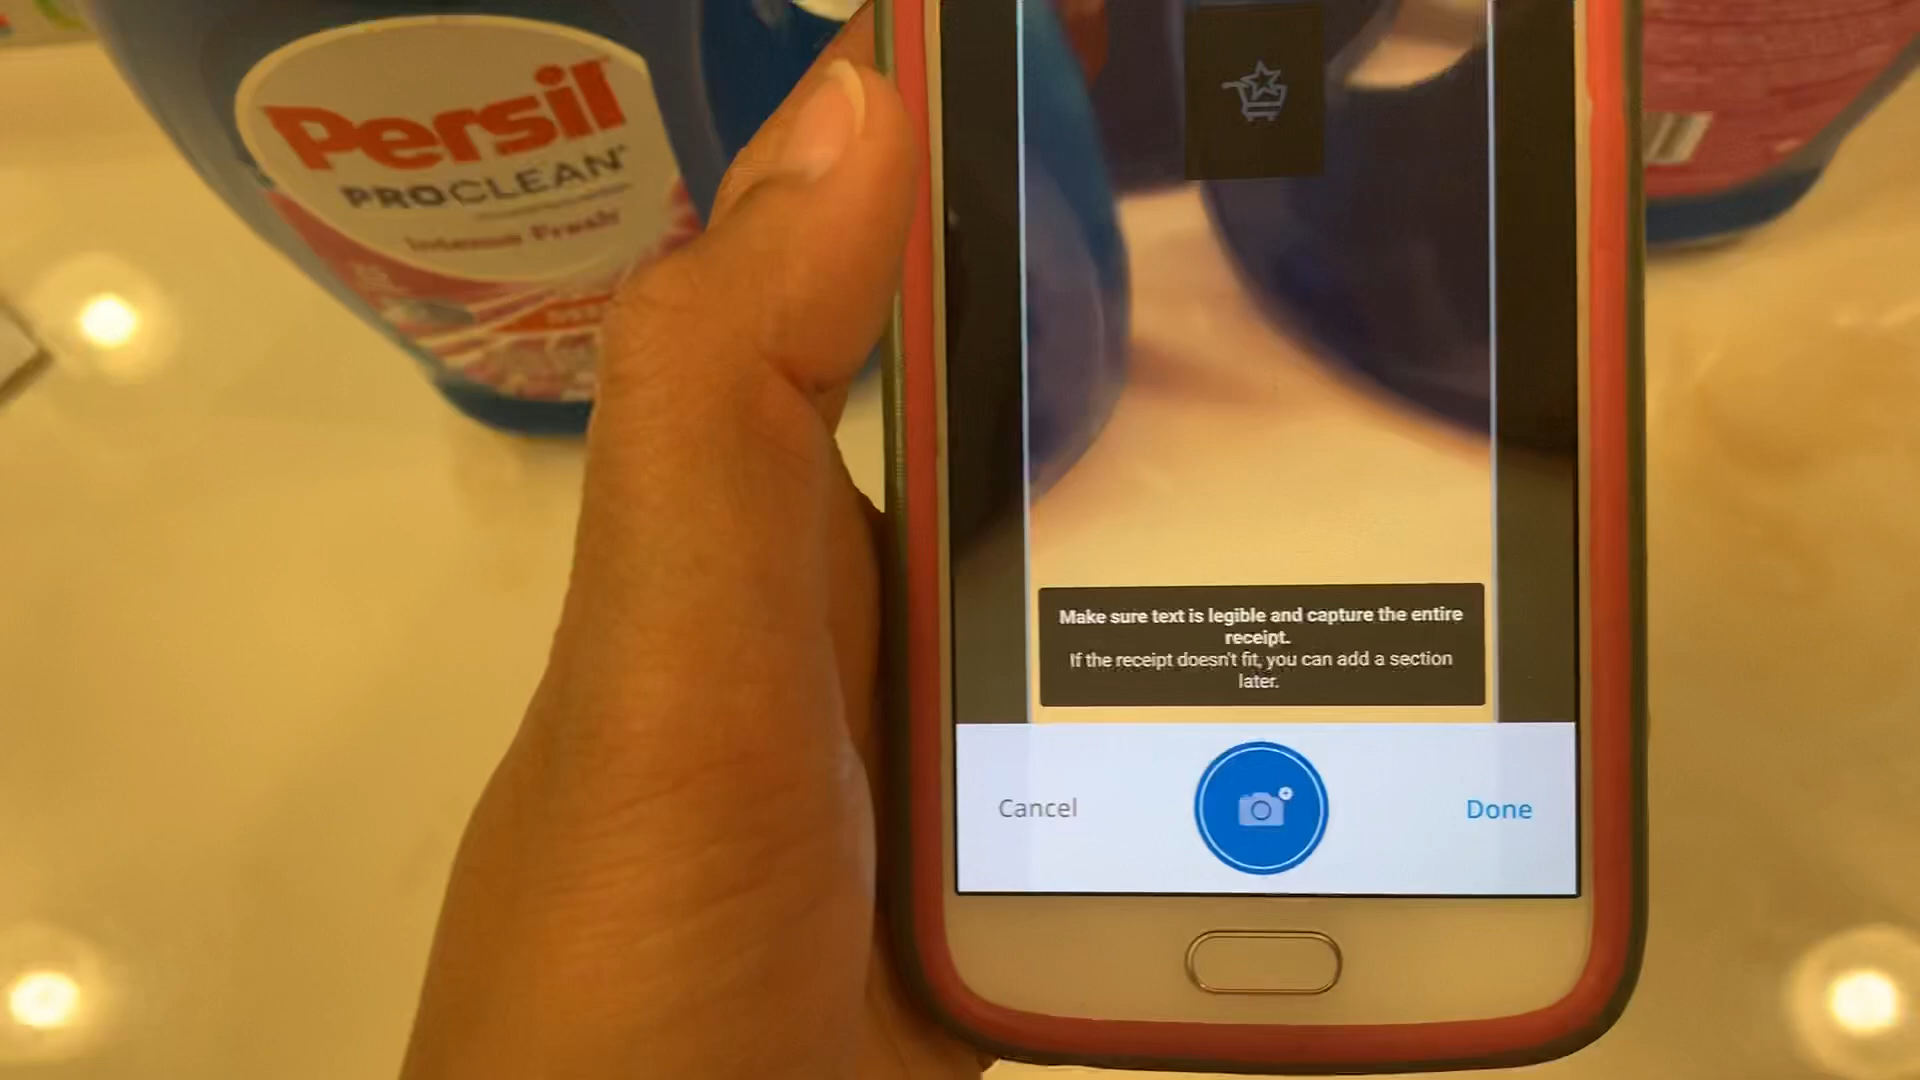 Persil
PROCLEAN
Intense Fresh
Make sure text is legible and capture the entire
receipt.
If the receipt doesn't fit, you can add a section
later.
Cancel
Done